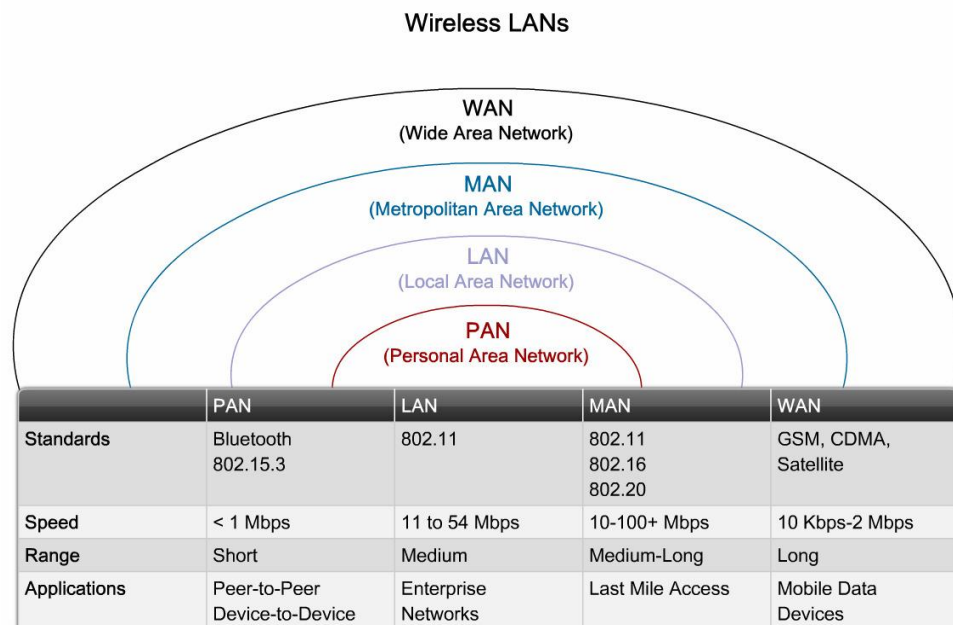 Wireless LANs
WAN
(Wide Area Network)
MAN
(Metropolitan Area Network)
LAN
(Local Area Network)
PAN
(Personal Area Network)
PAN LAN MAN WAN
Standards Bluetooth 802.11 802.11 GSM, CDMA,
802.15.3 802.16 Satellite
802.20
Speed < 1 Mbps 11 to 54 Mbps 10-100+ Mbps 10 Kbps-2 Mbps
Range Short Medium Medium-Long Long
Applications Peer-to-Peer Enterprise Last Mile Access Mobile Data
Device-to-Device Networks Devices